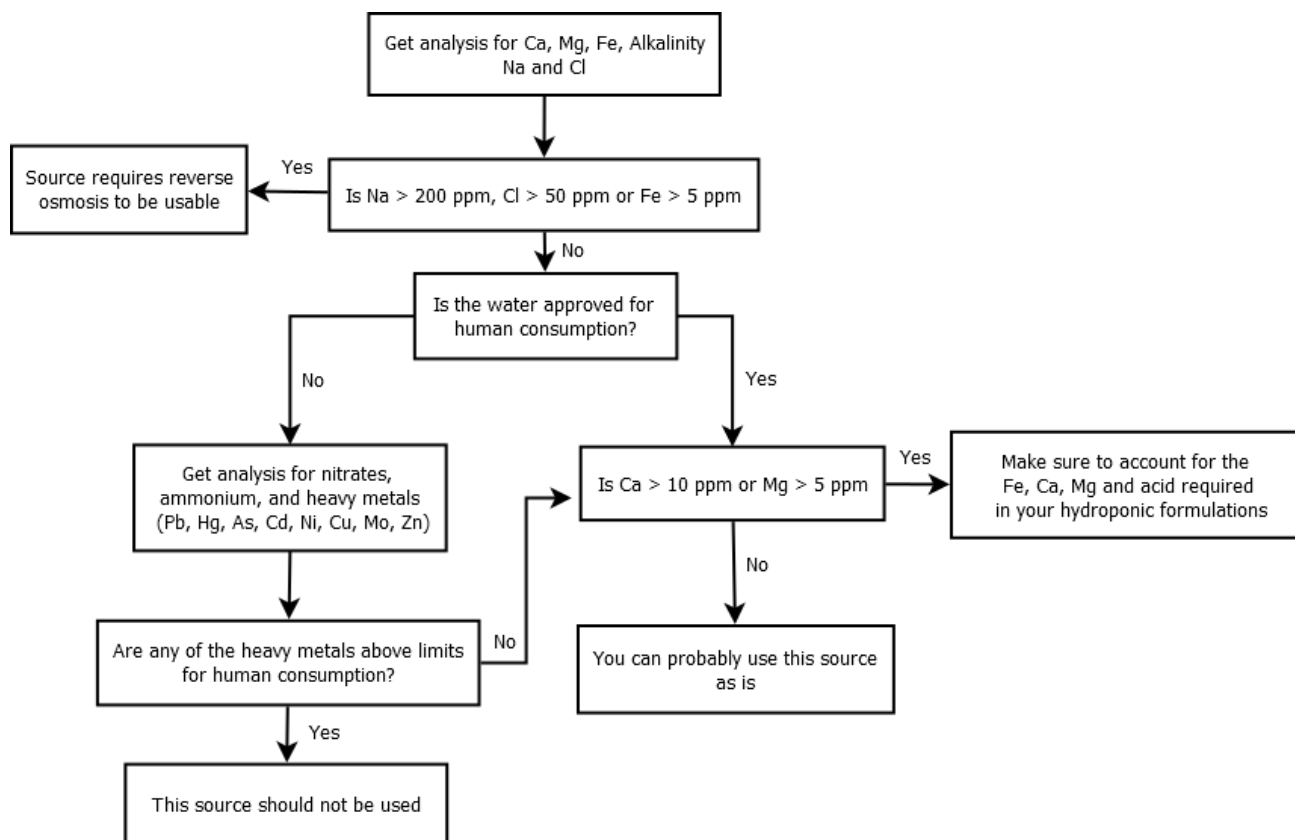 Get analysis for Ca, Mg, Fe, Alkalinity
Na and Cl
Yes
Source requires reverse
osmosis to be usable
Is Na > 200 ppm, Cl > 50 ppm or Fe > 5 ppm
No
Is the water approved for
human consumption?
No
Yes
Get analysis for nitrates,
ammonium, and heavy metals
(Pb, Hg, As, Cd, Ni, Cu, Mo, Zn)
Is Ca > 10 ppm or Mg > 5 ppm
Yes
Make sure to account for the
Fe, Ca, Mg and acid required
in your hydroponic formulations
No
Are any of the heavy metals above limits
for human consumption?
No
You can probably use this source
as is
Yes
This source should not be used